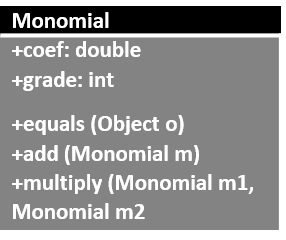 Monomial
+coef: double
+grade: int
+equals (Object o)
+add (Monomial m)
+multiply (Monomial m1,
Monomial m2